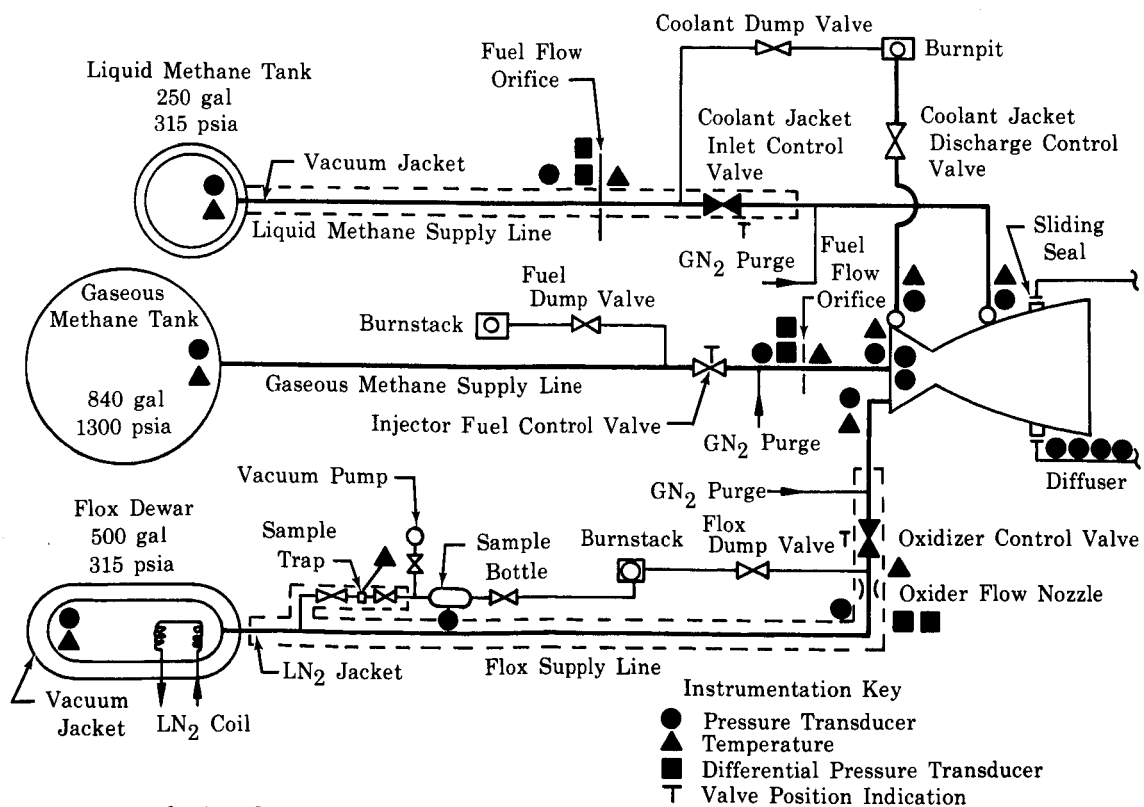 Coolant Dump Valve
Burnpit
Fuel Flow
Orifice
Liquid Methane Tank
250 gal
315 psia
Vacuum Jacket
Coolant Jacket
Inlet Control
Valve
Coolant Jacket
Discharge Control
Valve
Liquid Methane Supply Line
GN2 Purge
Fuel
Flow
Orifice
Sliding
Seal
Gaseous
Methane Tank
840 gal
1300 psia
Fuel
Dump Valve
Burnstack
Gaseous Methane Supply Line
Injector Fuel Control Valve
GN2 Purge
Diffuser
Flox Dewar
500 gal
315 psia
Vacuum Pump
Sample
Trap
Sample
Bottle
Burnstack
GN2 Purge
Flox
Dump Valve
Oxidizer Control Valve
Oxider Flow Nozzle
Flox Supply Line
LN2 Jacket
Vacuum
Jacket
LN2 Coil
Instrumentation Key
Pressure Transducer
Temperature
Differential Pressure Transducer
Valve Position Indication